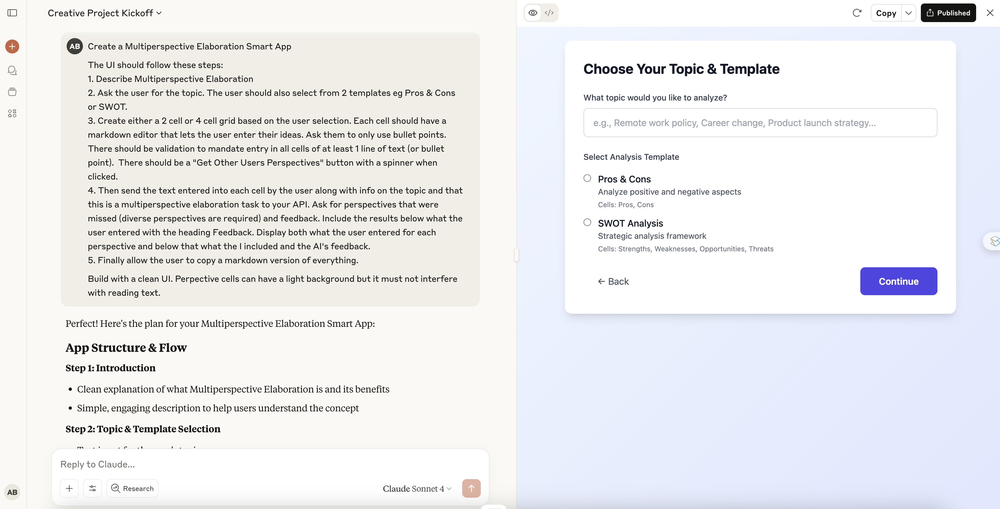 Creative Project Kickoff
AB
Create a Multiperspective Elaboration Smart App
The UI should follow these steps:
1. Describe Multiperspective Elaboration
2. Ask the user for the topic. The user should also select from 2 templates eg Pros & Cons
or SWOT.
3. Create either a 2 cell or 4 cell grid based on the user selection. Each cell should have a
markdown editor that lets the user enter their ideas. Ask them to only use bullet points.
There should be validation to mandate entry in all cells of at least 1 line of text (or bullet
point).  There should be a "Get Other Users Perspectives" button with a spinner when
clicked.
4. Then send the text entered into each cell by the user along with info on the topic and that
this is a multiperspective elaboration task to your API. Ask for perspectives that were
missed (diverse perspectives are required) and feedback. Include the results below what the
user entered with the heading Feedback. Display both what the user entered for each
perspective and below that what the I included and the AI's feedback.
5. Finally allow the user to copy a markdown version of everything.
Build with a clean UI. Perpective cells can have a light background but it must not interfere
with reading text.
Perfect! Here's the plan for your Multiperspective Elaboration Smart App:
App Structure & Flow
Step 1: Introduction
• Clean explanation of what Multiperspective Elaboration is and its benefits
• Simple, engaging description to help users understand the concept
Step 2: Topic & Template Selection
Text input for the user's topic
Reply to Claude...
Research
Claude Sonnet 4
AB
</> 
Copy
Published
Choose Your Topic & Template
What topic would you like to analyze?
e.g., Remote work policy, Career change, Product launch strategy...
Select Analysis Template
Pros & Cons
Analyze positive and negative aspects
Cells: Pros, Cons
SWOT Analysis
Strategic analysis framework
Cells: Strengths, Weaknesses, Opportunities, Threats
← Back
Continue